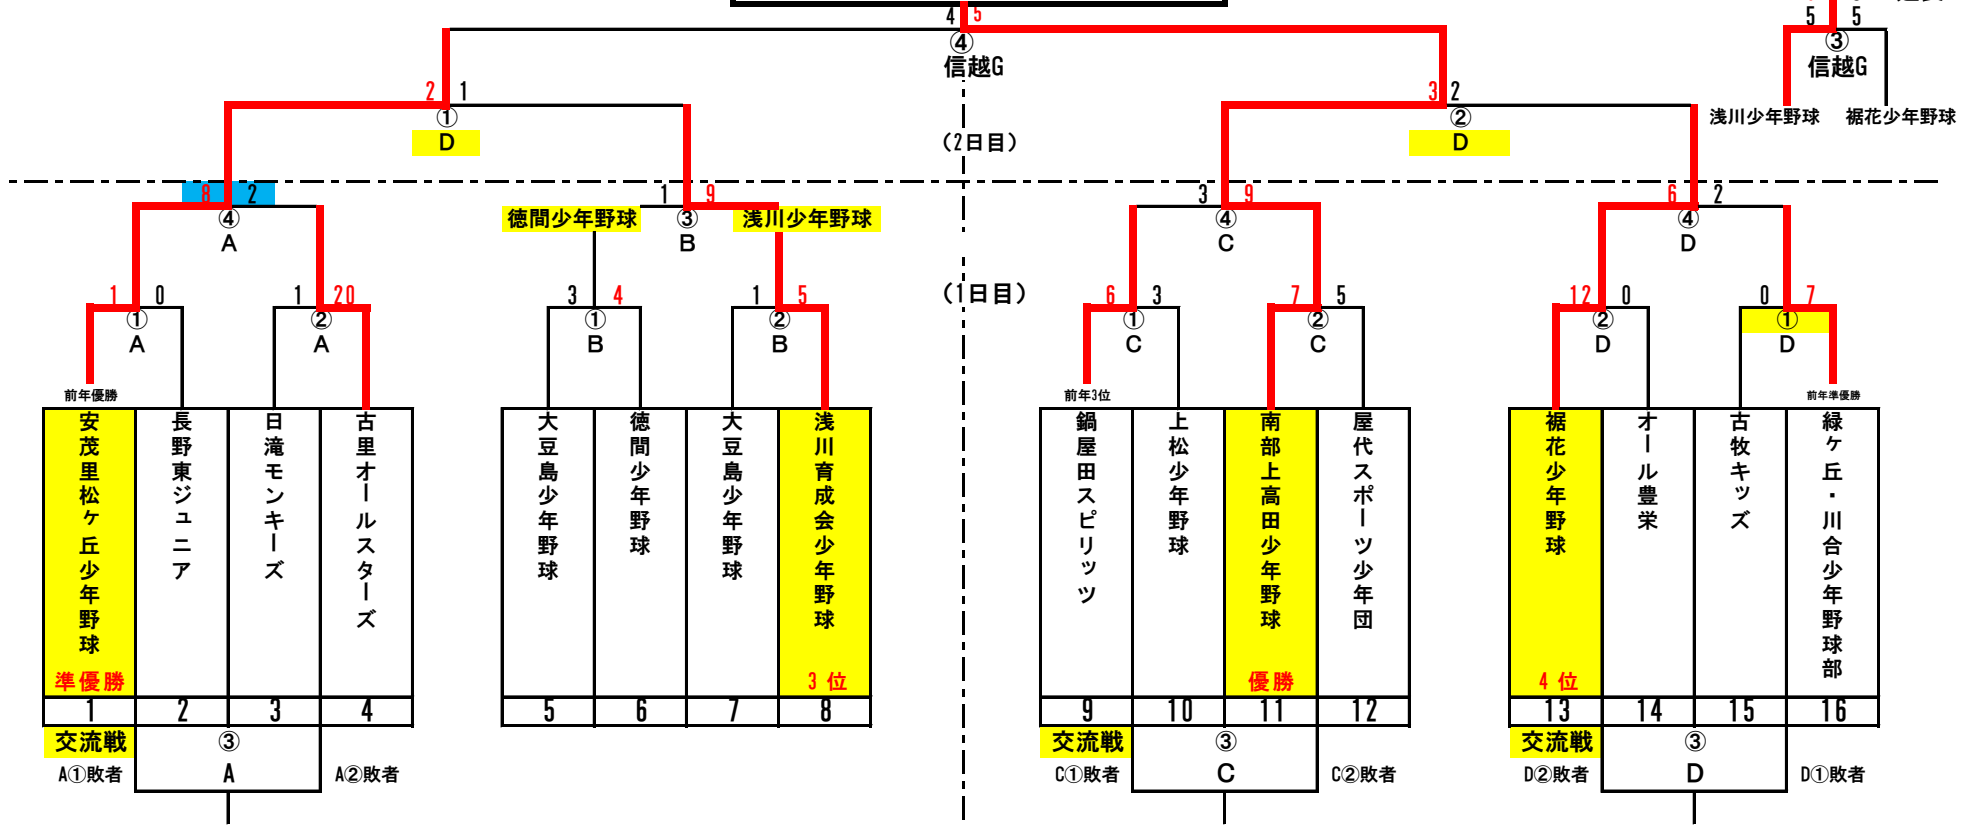 4 5
5 5
④
③
信越G
信越G
2 1
3 2
①
②
浅川少年野球 裾花少年野球
D
(2日目)
D
8 2
1 9
3 9
6 2
④
徳間少年野球
③
浅川少年野球
④
④
A
B
C
D
1 0
1 20
3 4
1 5
(1日目)
6 3
7 5
12 0
0 7
①
②
①
②
①
②
②
①
A
A
B
B
C
C
D
D
前年優勝
前年3位
前年準優勝
安茂里松ヶ丘少年野球
長野東ジュニア
日滝モンキーズ
古里オールスターズ
大豆島少年野球
徳間少年野球
大豆島少年野球
浅川育成会少年野球
鍋屋田スピリッツ
上松少年野球
南部上高田少年野球
屋代スポーツ少年団
裾花少年野球
オール豊栄
古牧キッズ
緑ヶ丘・川合少年野球部
準優勝
3 位
優勝
4 位
1 2 3 4 5 6 7 8 9 10 11 12 13 14 15 16
交流戦
③
交流戦
③
交流戦
③
A①敗者
A
A②敗者
C①敗者
C
C②敗者
D②敗者
D
D①敗者